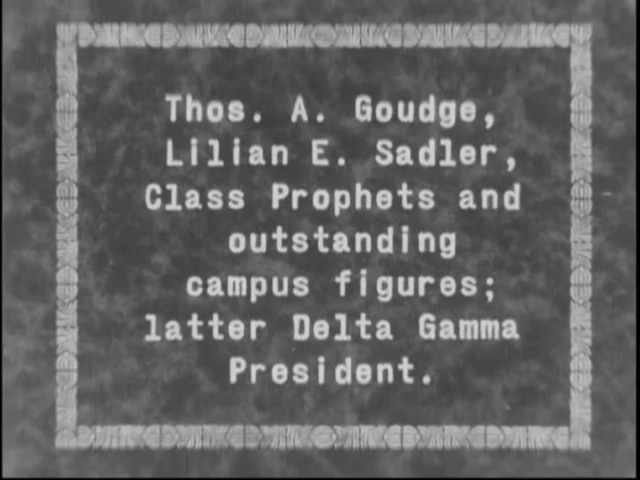 Thos. A. Goudge,
Lilian E. Sadler,
Class Prophets and
outstanding
campus figures;
latter Delta Gamma
President.